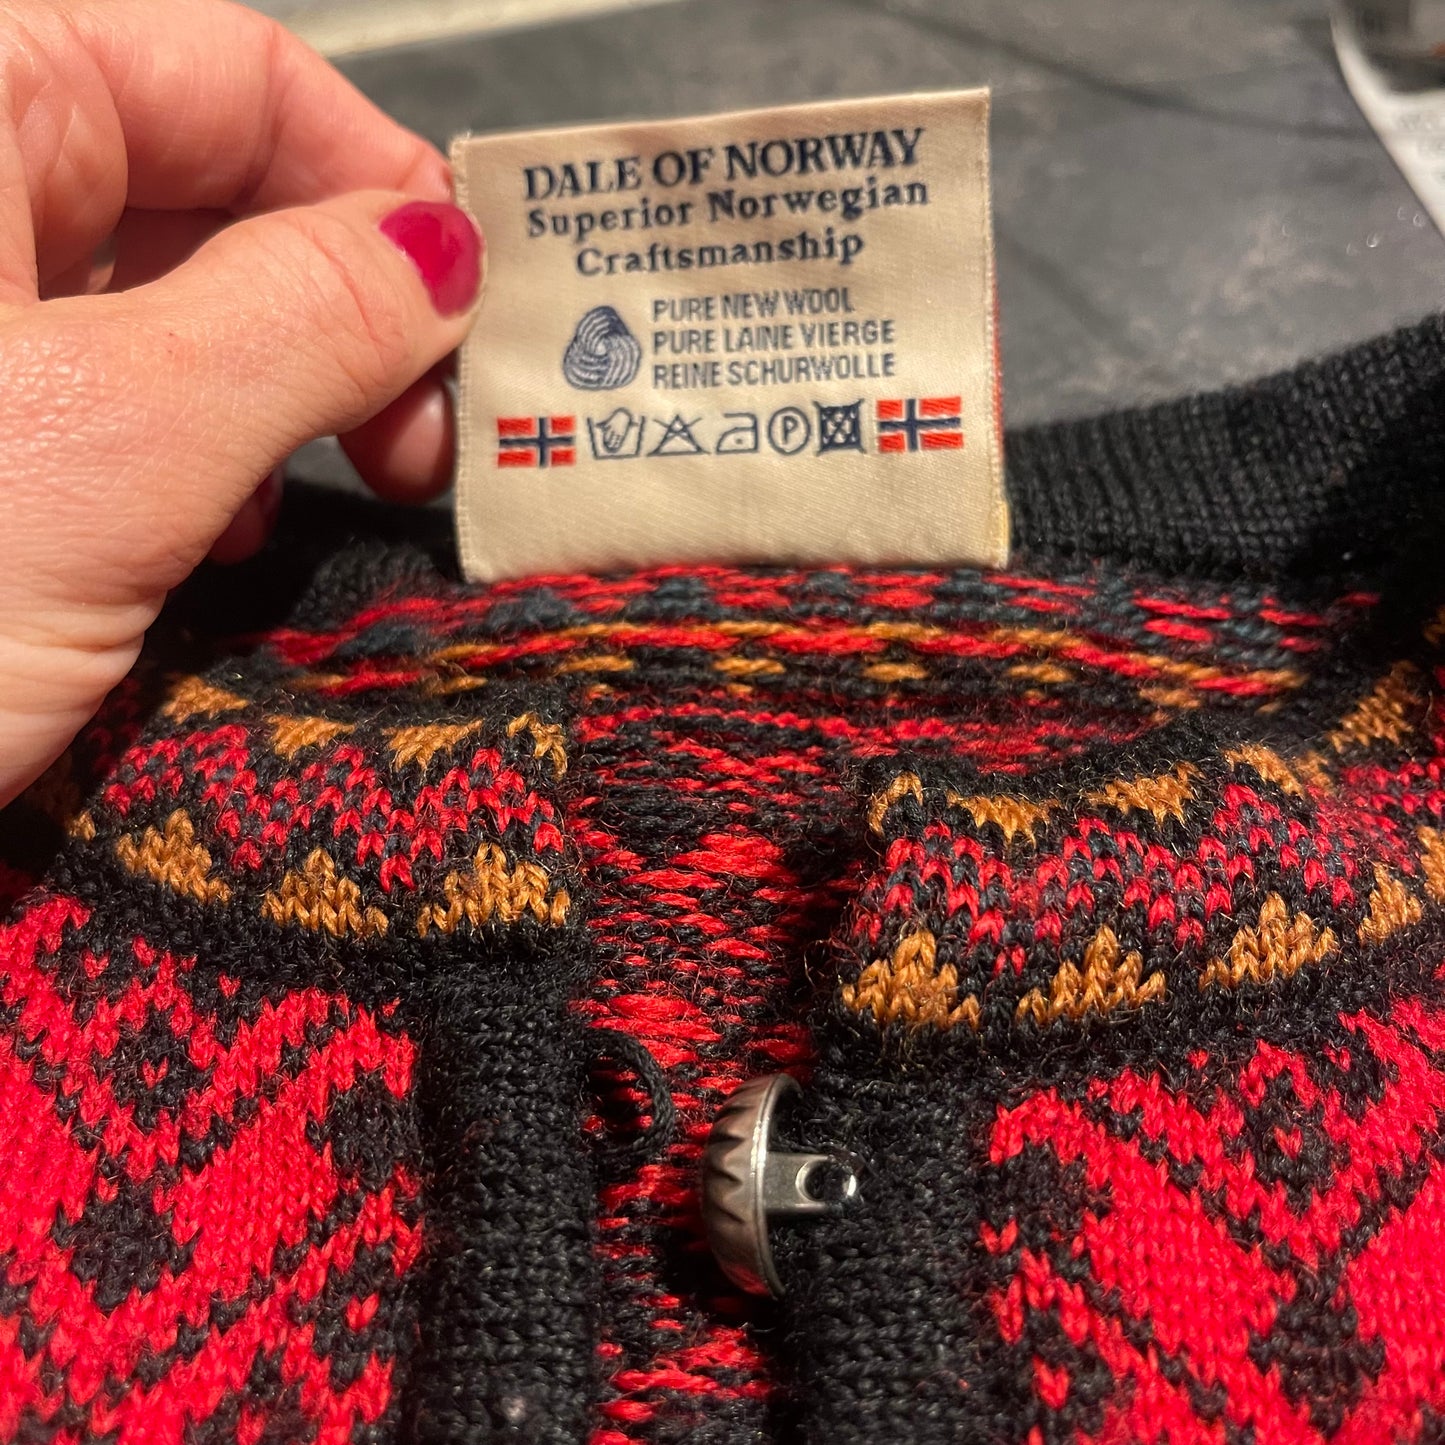 DALE OF NORWAY
Superior Norwegian
Craftsmanship
PURE NEW WOOL
PURE LAINE VIERGE
REINE SCHURWOLLE
P